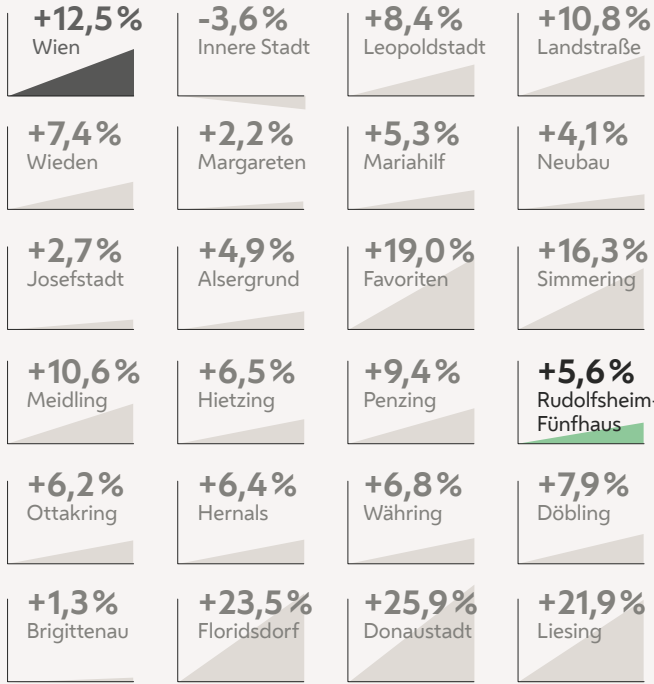 +12,5%
Wien
-3,6%
Innere Stadt
+8,4%
Leopoldstadt
+10,8%
Landstraße
+7,4%
Wieden
+2,2%
Margareten
+5,3%
Mariahilf
+4,1%
Neubau
+2,7%
Josefstadt
+4,9%
Alsergrund
+19,0%
Favoriten
+16,3%
Simmering
+10,6%
Meidling
+6,5%
Hietzing
+9,4%
Penzing
+5,6%
Rudolfsheim-
Fünfhaus
+6,2%
Ottakring
+6,4%
Hernals
+6,8%
Währing
+7,9%
Döbling
+1,3%
Brigittenau
+23,5%
Floridsdorf
+25,9%
Donaustadt
+21,9%
Liesing